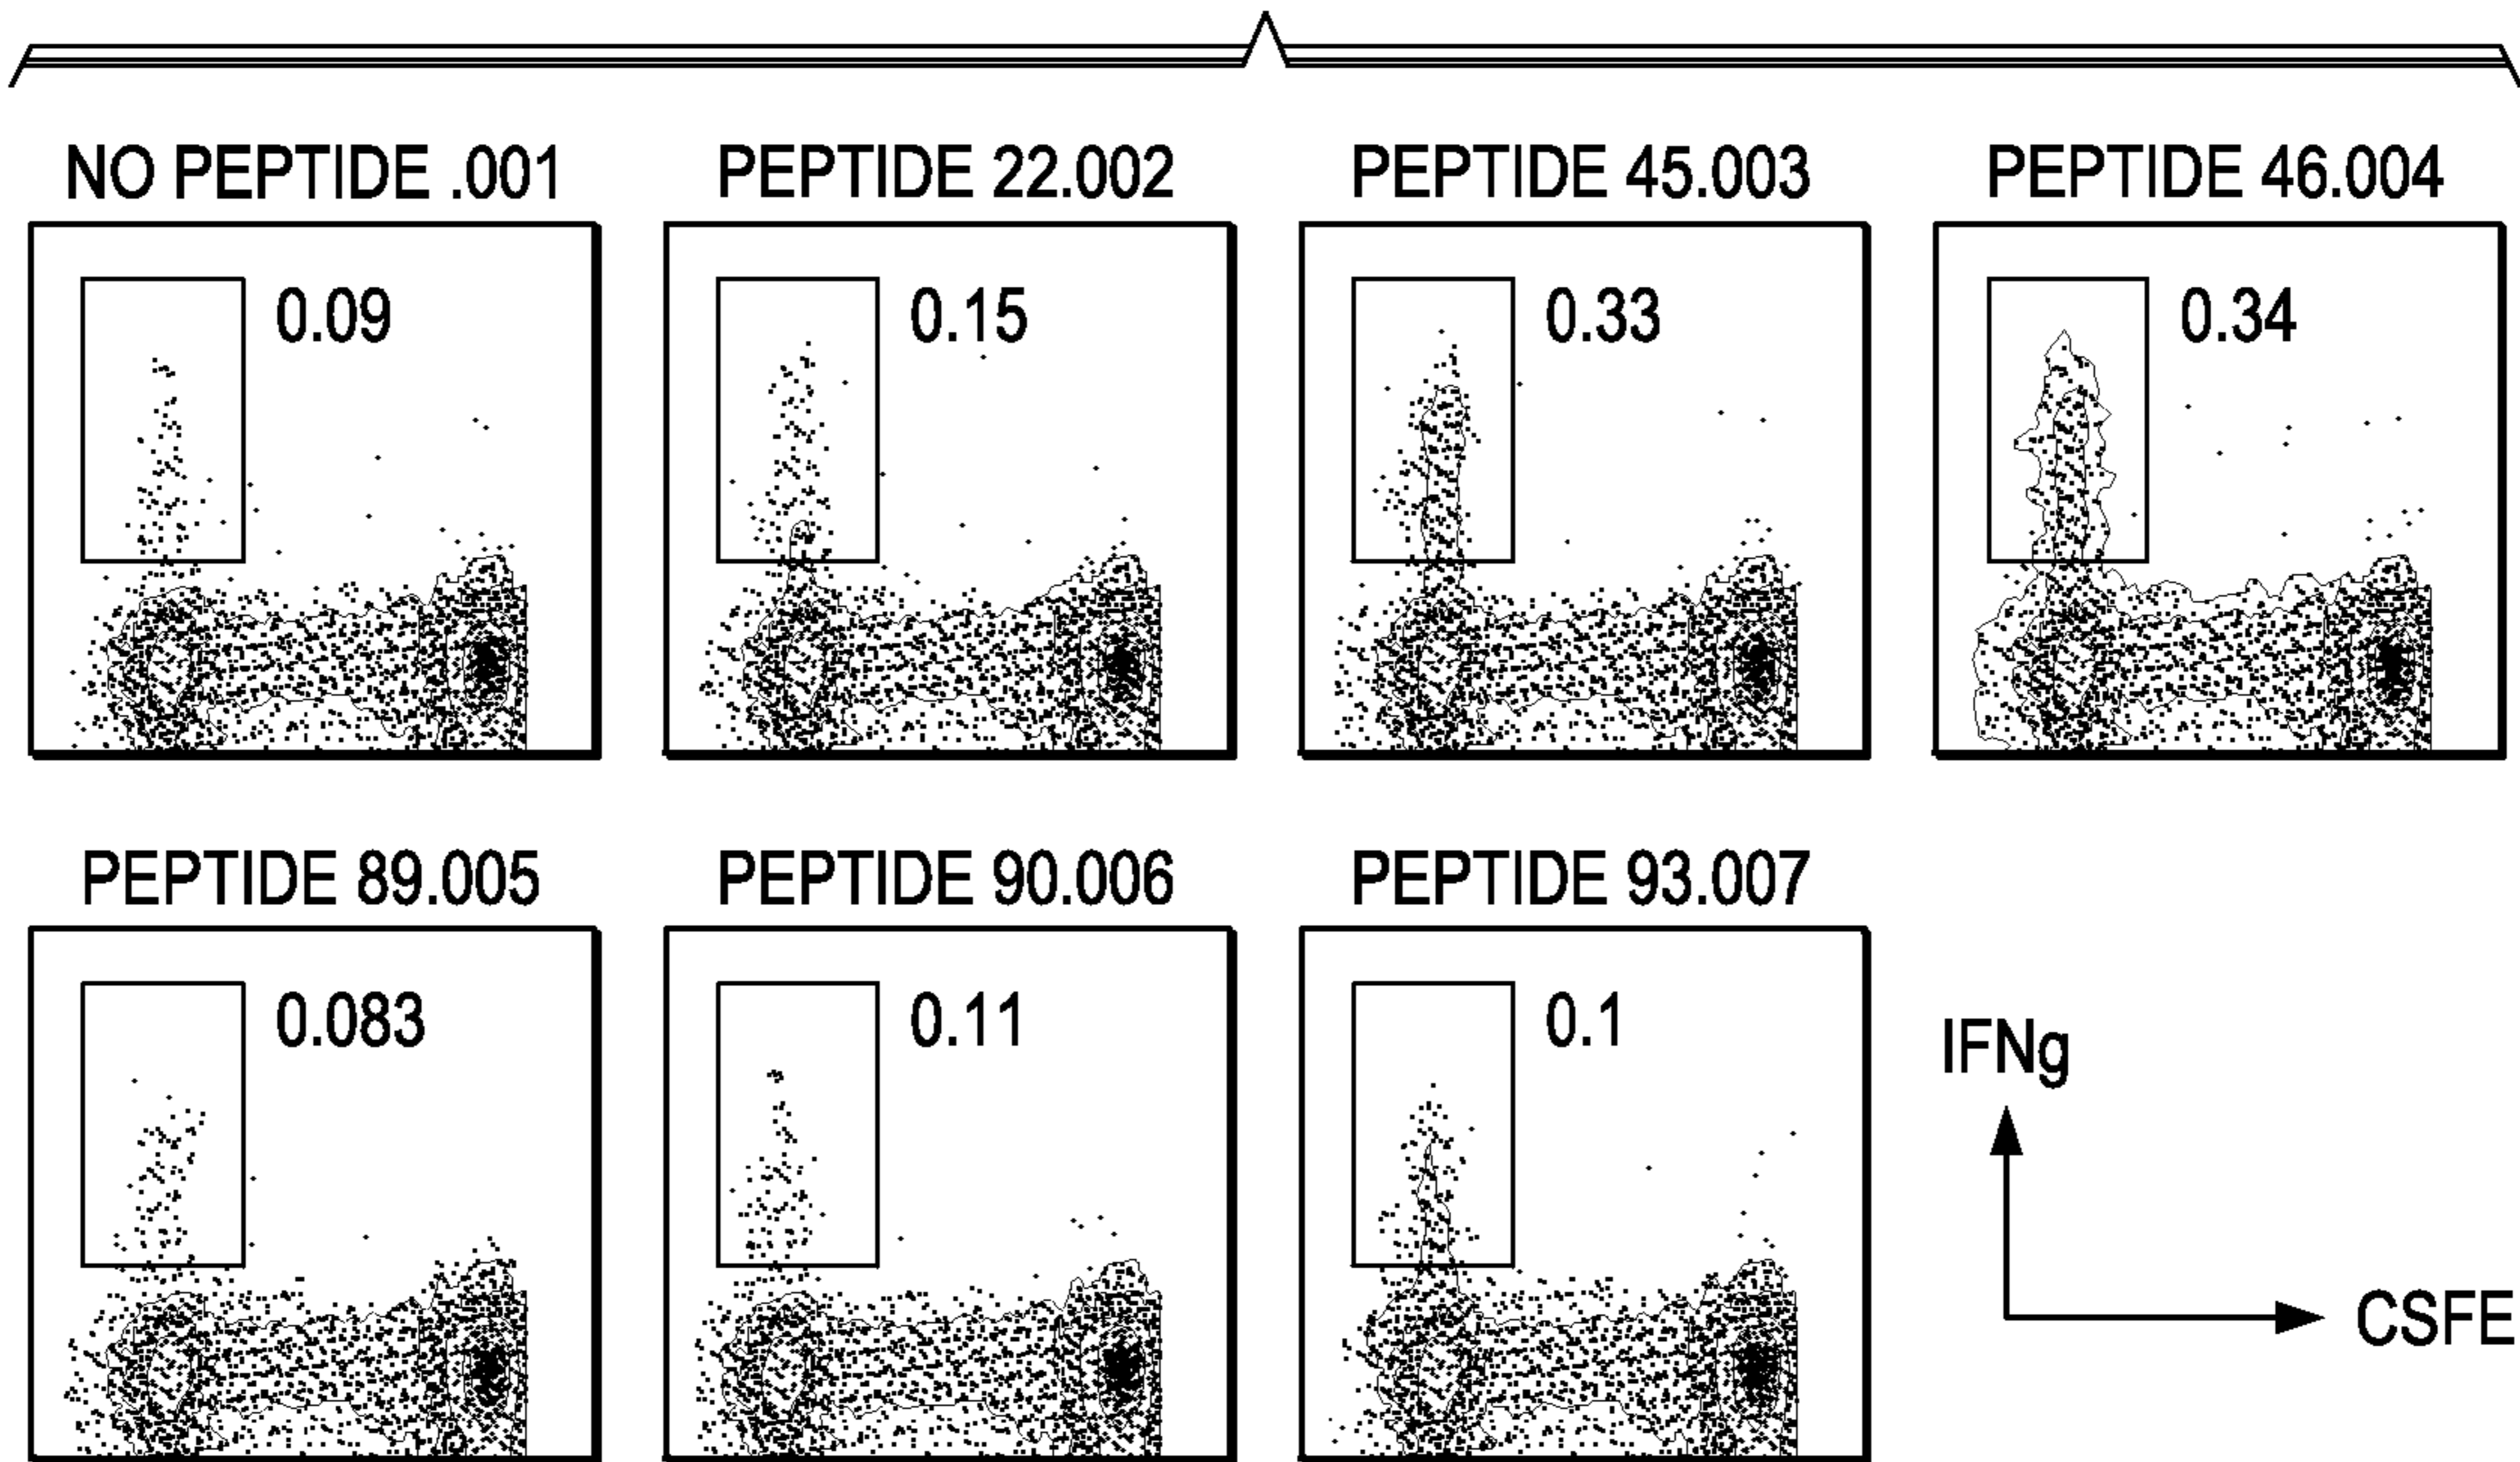 NO PEPTIDE .001
PEPTIDE 22.002
PEPTIDE 45.003
PEPTIDE 46.004
0.09
0.15
0.33
0.34
PEPTIDE 89.005
PEPTIDE 90.006
PEPTIDE 93.007
0.083
0.11
0.1
IFNg
CSFE